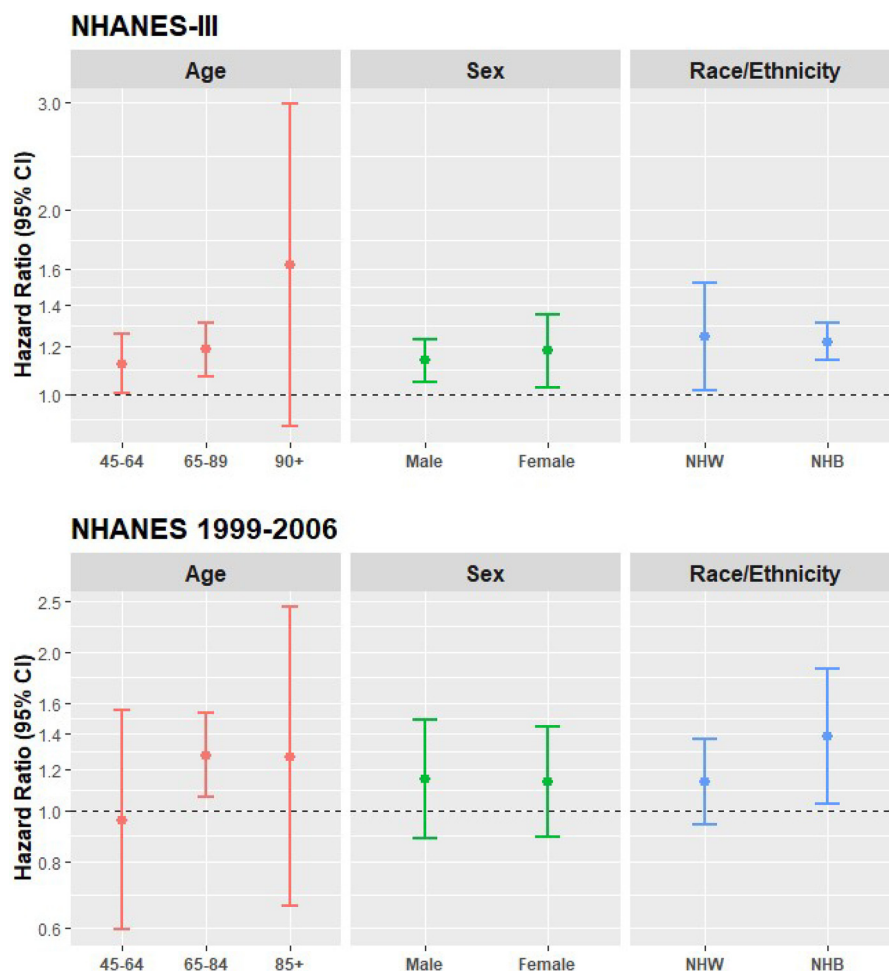 NHANES-III
Age Sex Race/Ethnicity
Hazard Ratio (95% CI)
3.0
2.0
1.6
1.4
1.2
1.0
45-64 65-89 90+ Male Female NHW NHB
NHANES 1999-2006
Age Sex Race/Ethnicity
Hazard Ratio (95% CI)
2.5
2.0
1.6
1.4
1.2
1.0
0.8
0.6
45-64 65-84 85+ Male Female NHW NHB